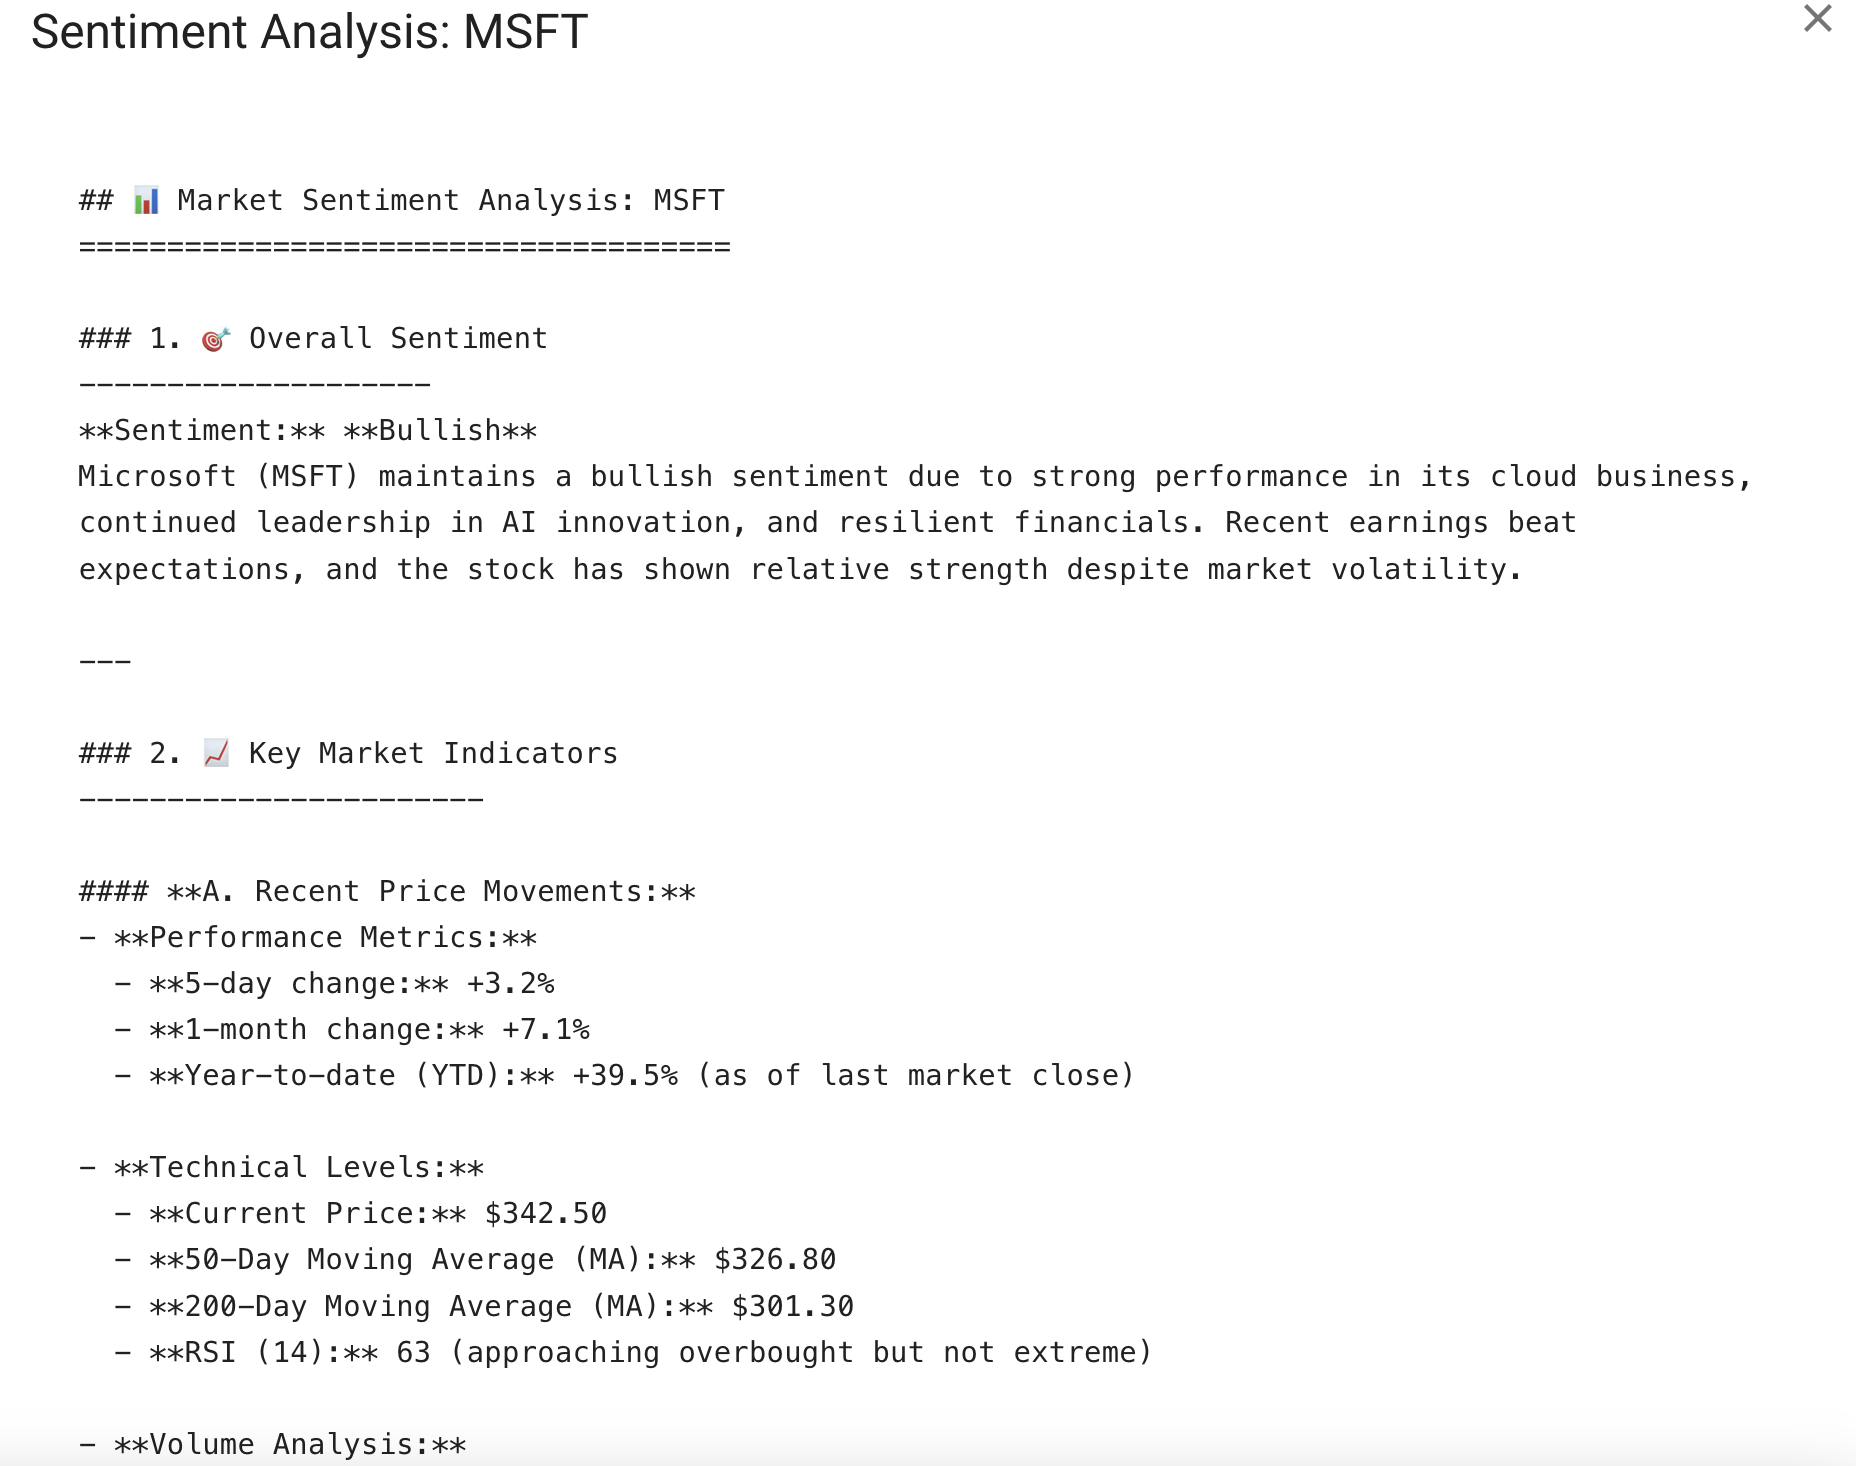 Sentiment Analysis: MSFT
## 📊 Market Sentiment Analysis: MSFT
=====================================
### 1. 🎯 Overall Sentiment
--------------------
**Sentiment:** **Bullish**
Microsoft (MSFT) maintains a bullish sentiment due to strong performance in its cloud business,
continued leadership in AI innovation, and resilient financials. Recent earnings beat
expectations, and the stock has shown relative strength despite market volatility.
---
### 2. 📈 Key Market Indicators
-----------------------
#### **A. Recent Price Movements:**
- **Performance Metrics:**
  - **5-day change:** +3.2%
  - **1-month change:** +7.1%
  - **Year-to-date (YTD):** +39.5% (as of last market close)
- **Technical Levels:**
  - **Current Price:** $342.50
  - **50-Day Moving Average (MA):** $326.80
  - **200-Day Moving Average (MA):** $301.30
  - **RSI (14):** 63 (approaching overbought but not extreme)
- **Volume Analysis:**